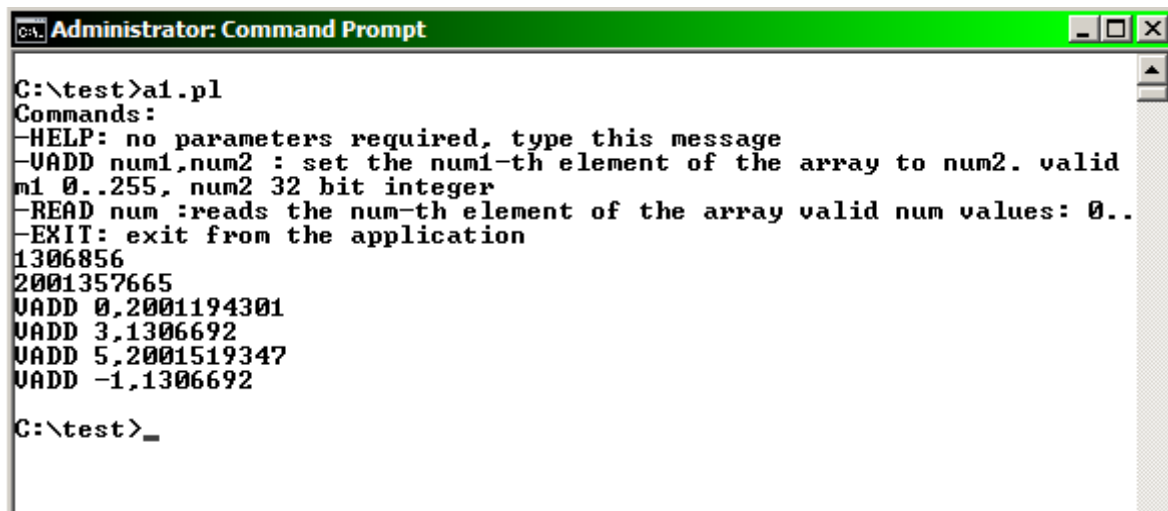 Administrator: Command Prompt
C:\test>a1.pl
Commands:
-HELP: no parameters required, type this message
-VADD num1,num2 : set the num1-th element of the array to num2. valid
m1 0..255, num2 32 bit integer
-READ num :reads the num-th element of the array valid num values: 0..
-EXIT: exit from the application
1306856
2001357665
VADD 0,2001194301
VADD 3,1306692
VADD 5,2001519347
VADD -1,1306692
C:\test>_